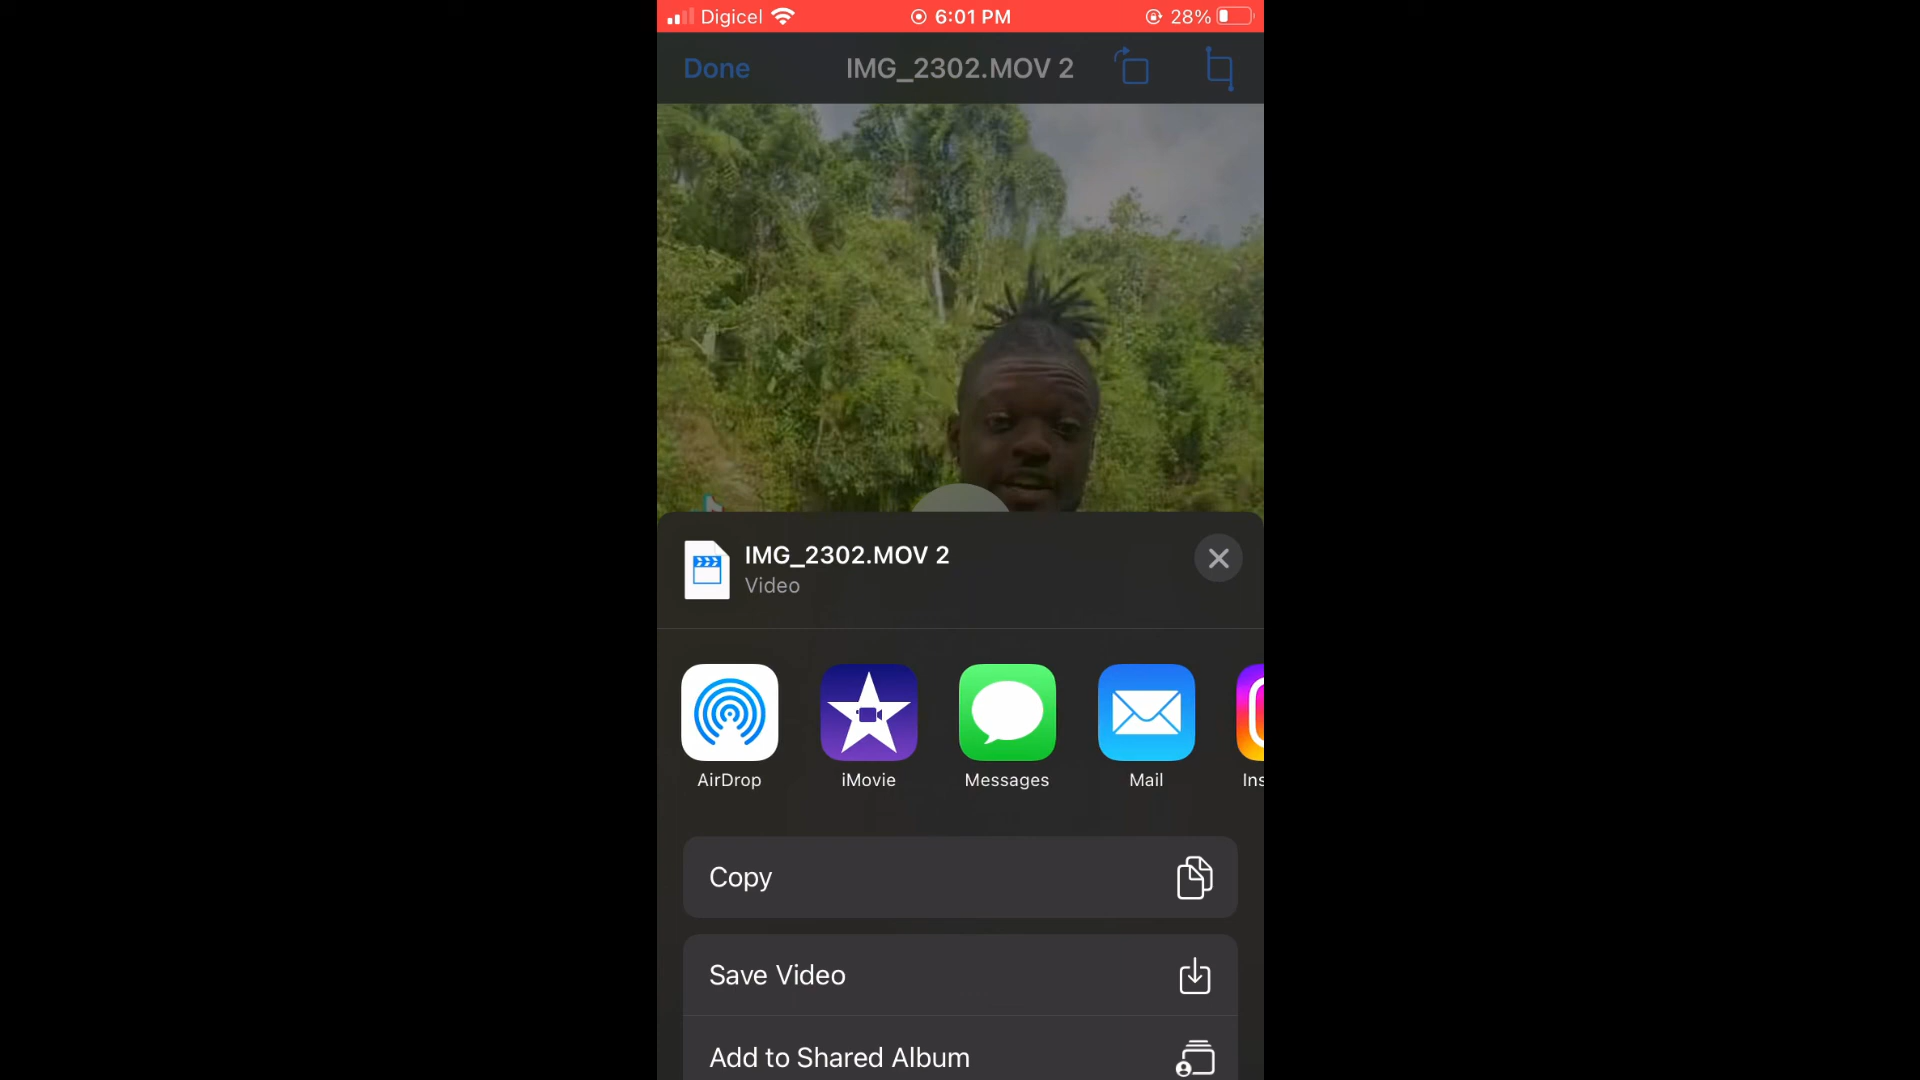 Digicel 6:01 PM 28%
Done IMG_2302.MOV 2
IMG_2302.MOV 2
Video
AirDrop iMovie Messages Mail Ins
Copy
Save Video
Add to Shared Album